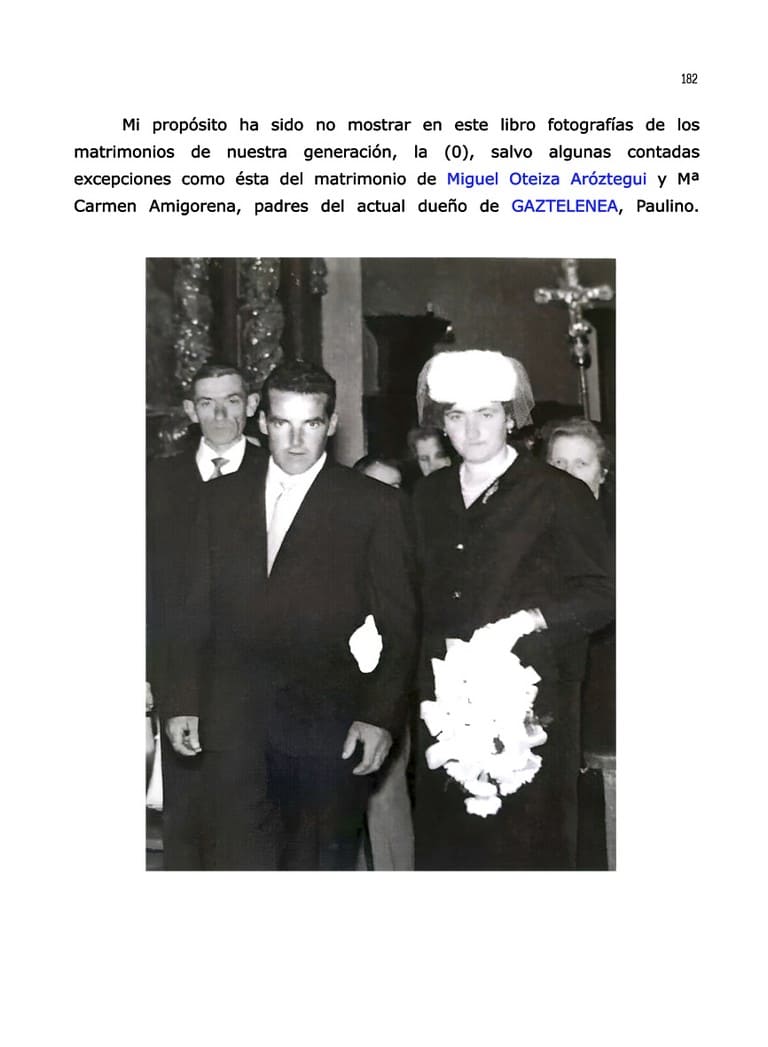 182
Mi propósito ha sido no mostrar en este libro fotografías de los
matrimonios de nuestra generación, la (0), salvo algunas contadas
excepciones como ésta del matrimonio de Miguel Oteiza Aróztegui y Mª
Carmen Amigorena, padres del actual dueño de GAZTELENEA, Paulino.